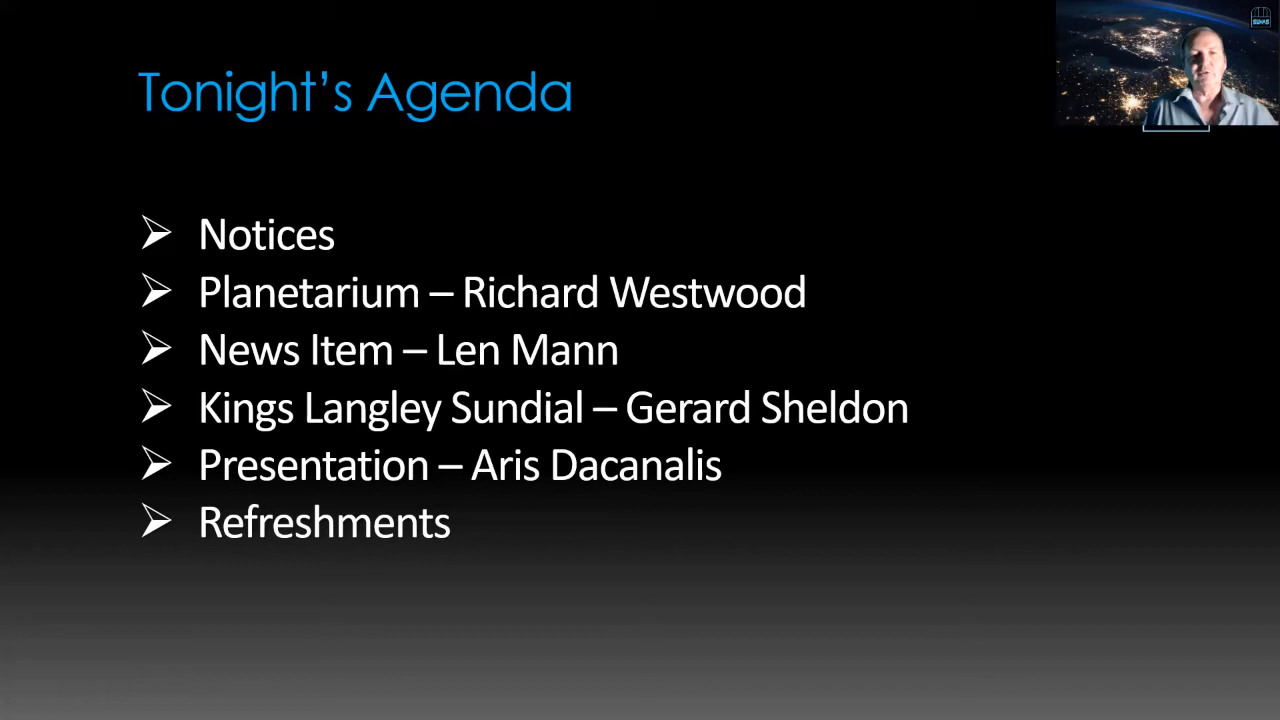 Tonight's Agenda
Notices
Planetarium – Richard Westwood
News Item – Len Mann
Kings Langley Sundial – Gerard Sheldon
Presentation – Aris Dacanalis
Refreshments